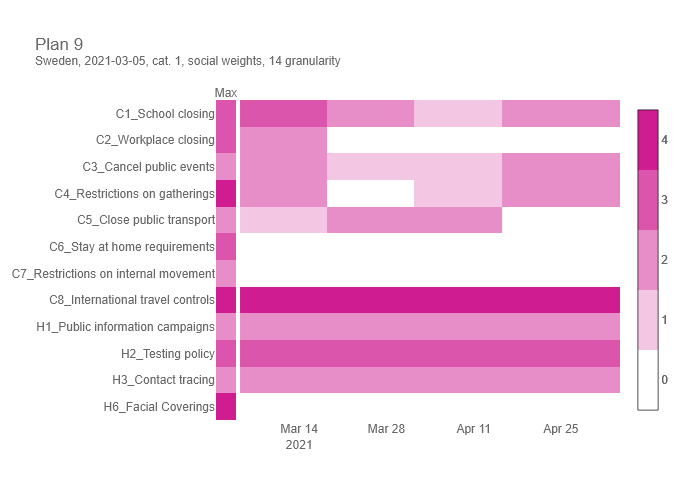 Plan 9
Sweden, 2021-03-05, cat. 1, social weights, 14 granularity
Max
C1_School closing
C2_Workplace closing
C3_Cancel public events
C4_Restrictions on gatherings
C5_Close public transport
C6_Stay at home requirements
C7_Restrictions on internal movement
C8_International travel controls
H1_Public information campaigns
H2_Testing policy
H3_Contact tracing
H6_Facial Coverings
Mar 14 Mar 28 Apr 11 Apr 25
2021
4
3
2
1
0